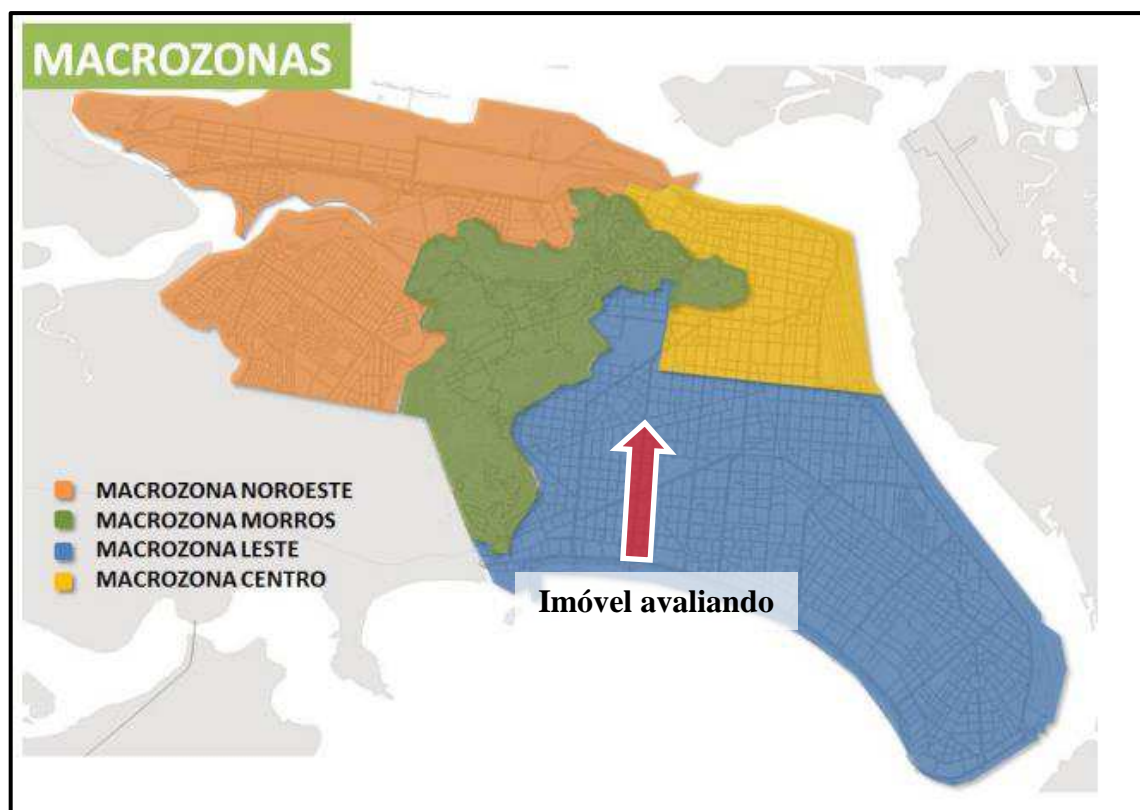 MACROZONAS
MACROZONA NOROESTE
MACROZONA MORROS
MACROZONA LESTE
MACROZONA CENTRO
Imóvel avaliando